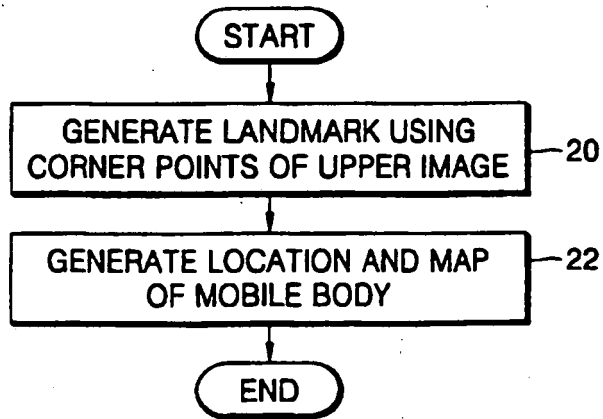 START
GENERATE LANDMARK USING
CORNER POINTS OF UPPER IMAGE
20
GENERATE LOCATION AND MAP
OF MOBILE BODY
22
END